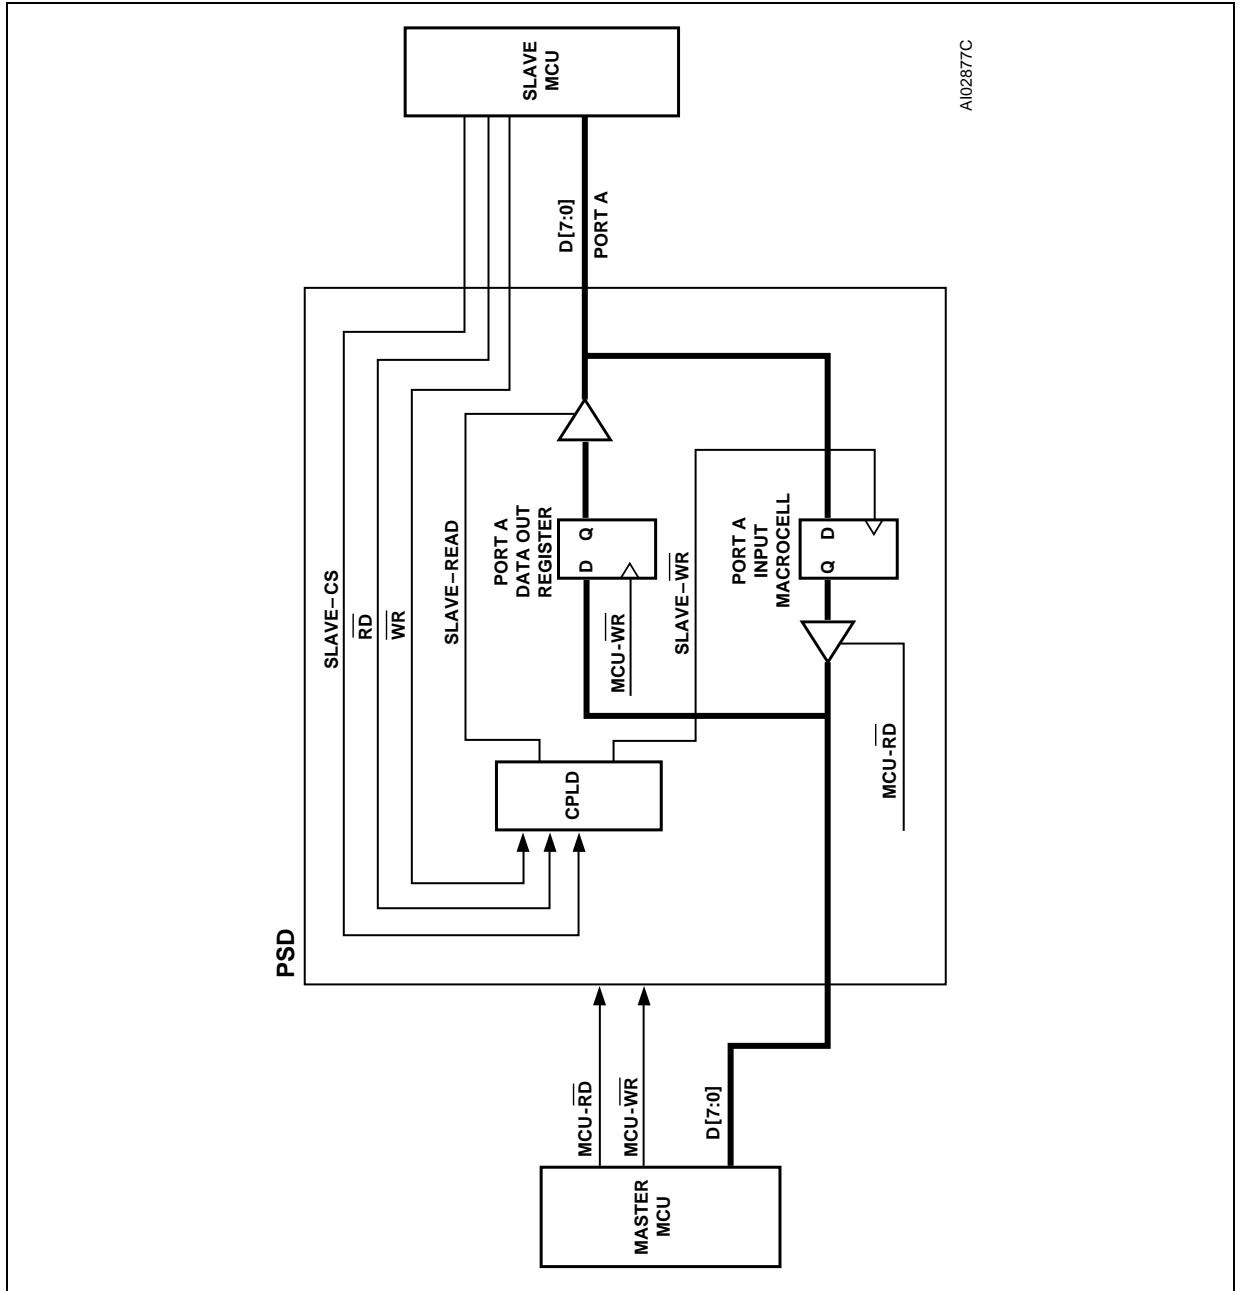 SLAVE
MCU
AI02877C
D[7:0]
PORT A
SLAVE–CS
RD
WR
SLAVE–READ
PORT A
DATA OUT
REGISTER
D Q
MCU-WR
SLAVE–WR
PORT A
INPUT
MACROCELL
Q D
MCU-RD
CPLD
PSD
MCU-RD
MCU-WR
D[7:0]
MASTER
MCU